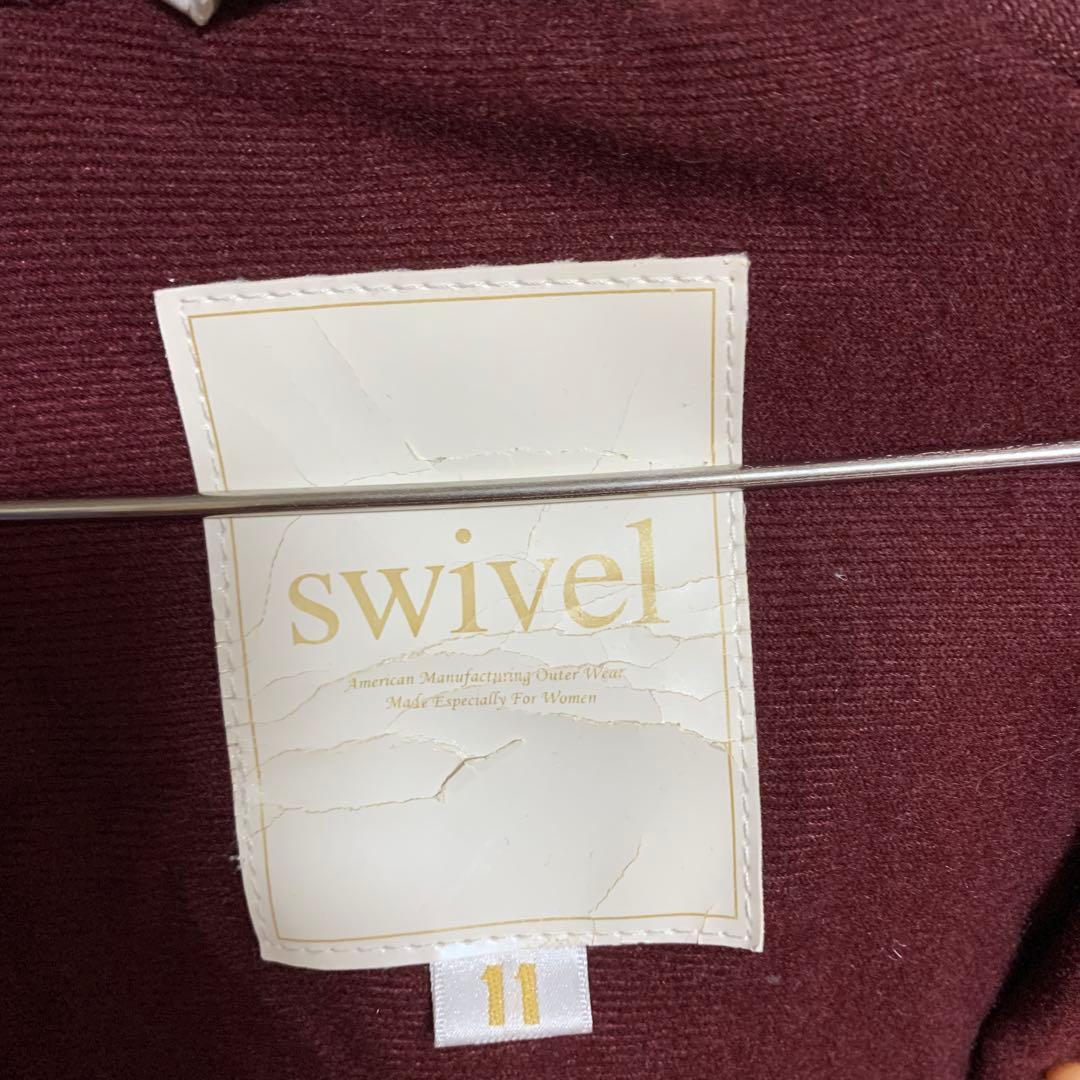 swivel
American Manufacturing Outer Wear
Made Especially For Women
11